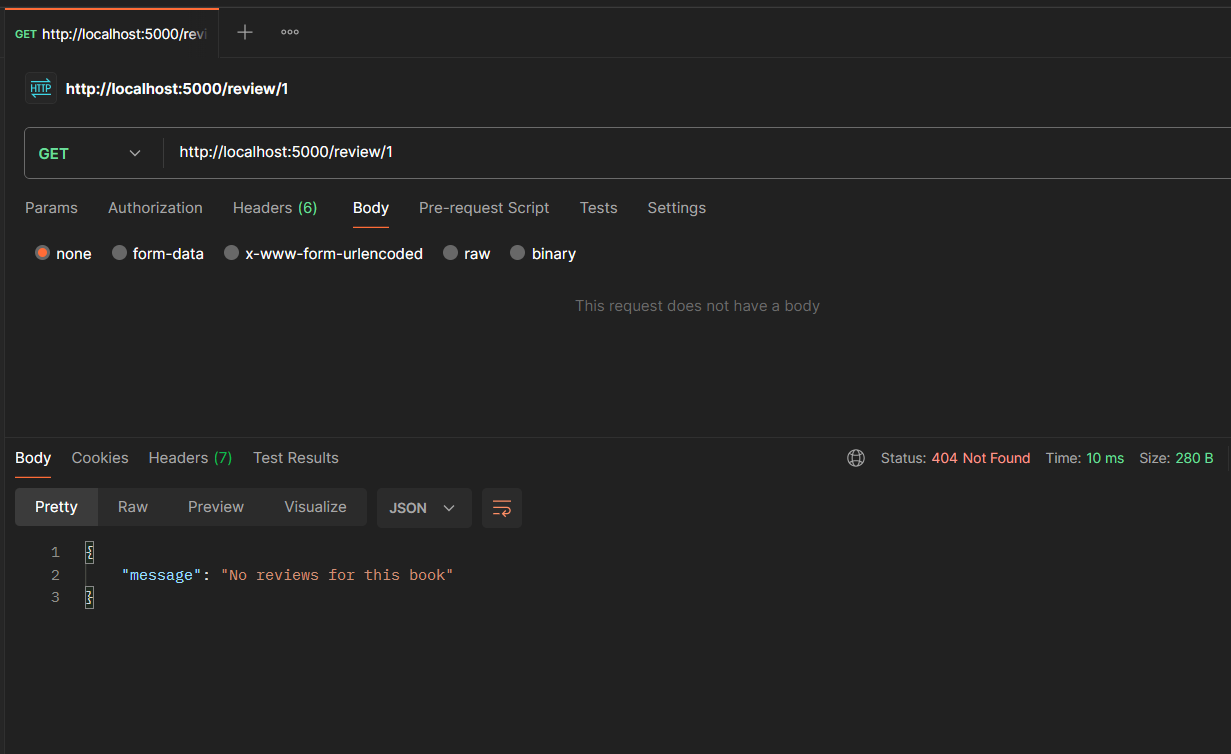 GET http://localhost:5000/revi
HTTP http://localhost:5000/review/1
GET http://localhost:5000/review/1
Params Authorization Headers (6) Body Pre-request Script Tests Settings
none form-data x-www-form-urlencoded raw binary
This request does not have a body
Body Cookies Headers (7) Test Results Status: 404 Not Found Time: 10 ms Size: 280 B
Pretty Raw Preview Visualize JSON
1 {
2 "message": "No reviews for this book"
3 }